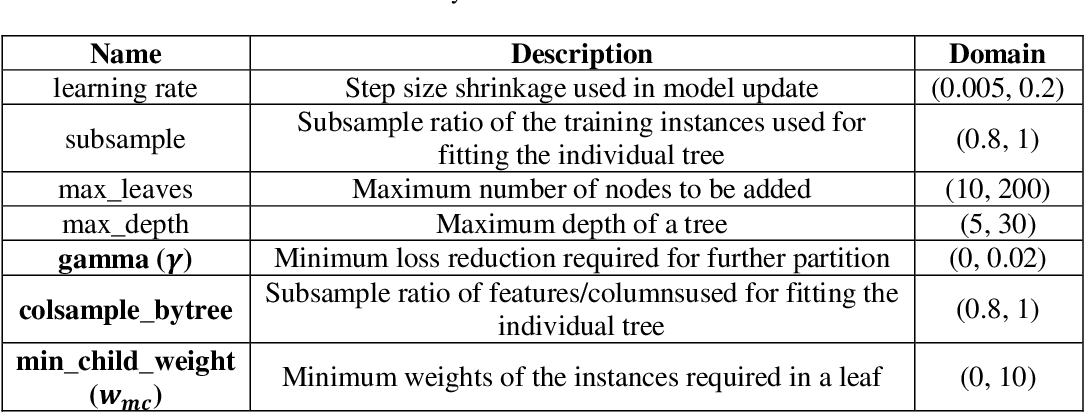 Name Description Domain
learning rate Step size shrinkage used in model update (0.005, 0.2)
subsample Subsample ratio of the training instances used for fitting the individual tree (0.8, 1)
max_leaves Maximum number of nodes to be added (10, 200)
max_depth Maximum depth of a tree (5, 30)
gamma (γ) Minimum loss reduction required for further partition (0, 0.02)
colsample_bytree Subsample ratio of features/columnsused for fitting the individual tree (0.8, 1)
min_child_weight (w_mc) Minimum weights of the instances required in a leaf (0, 10)